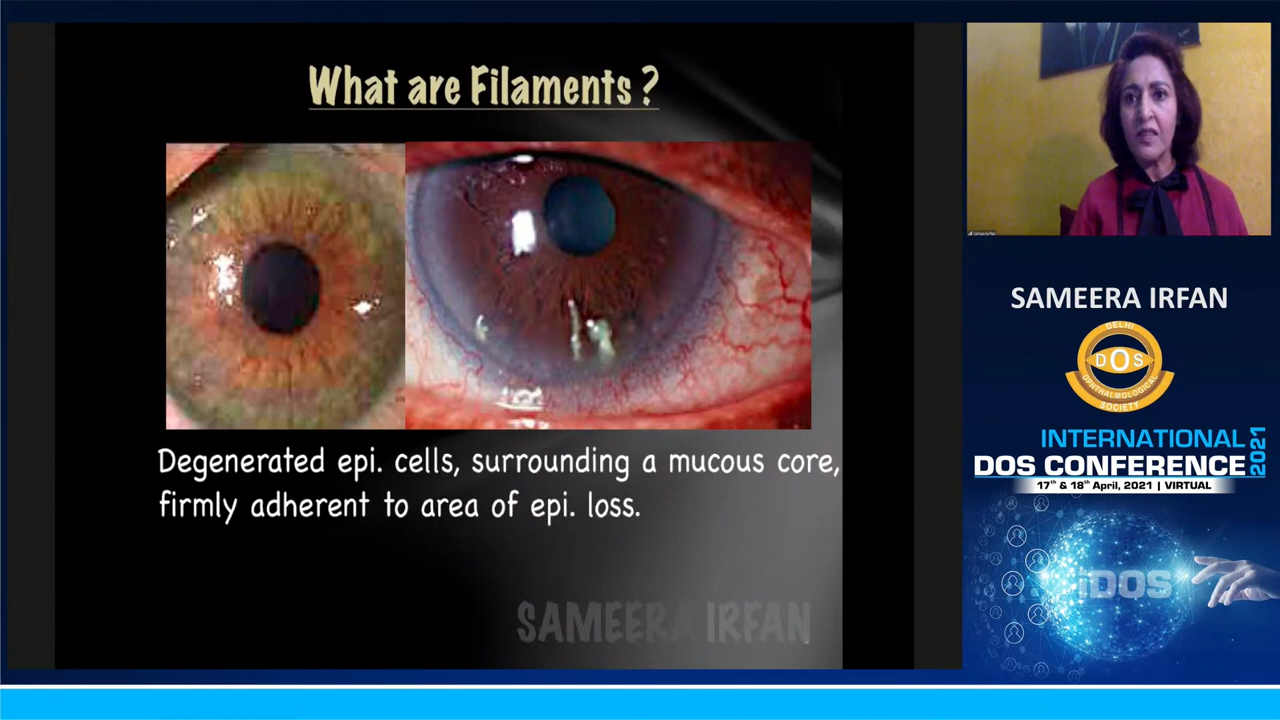 What are Filaments ?
Degenerated epi. cells, surrounding a mucous core,
firmly adherent to area of epi. loss.
SAMEERA IRFAN
SAMEERA IRFAN
DELHI
DOS
OPHTHALMOLOGICAL
SOCIETY
INTERNATIONAL
DOS CONFERENCE
2021
17th & 18th April, 2021 | VIRTUAL
iDOS